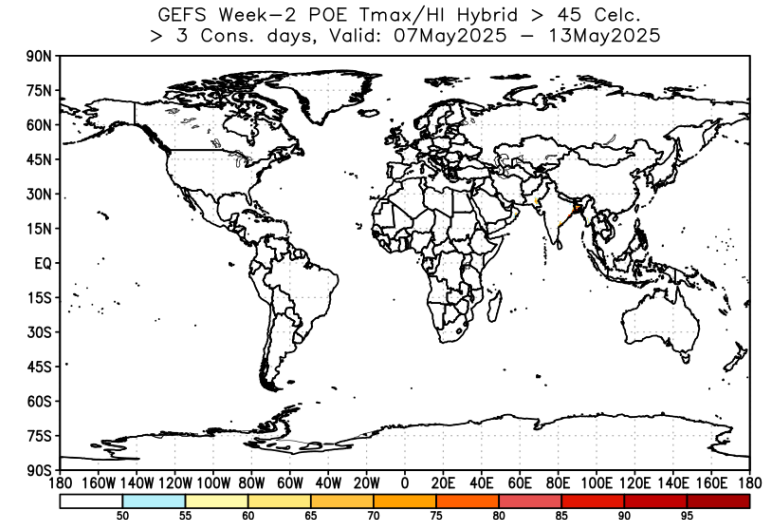 GEFS Week-2 POE Tmax/HI Hybrid > 45 Celc.
> 3 Cons. days, Valid: 07May2025 - 13May2025
90N
75N
60N
45N
30N
15N
EQ
15S
30S
45S
60S
75S
90S
180 160W 140W 120W 100W 80W 60W 40W 20W 0 20E 40E 60E 80E 100E 120E 140E 160E 180
50 55 60 65 70 75 80 85 90 95